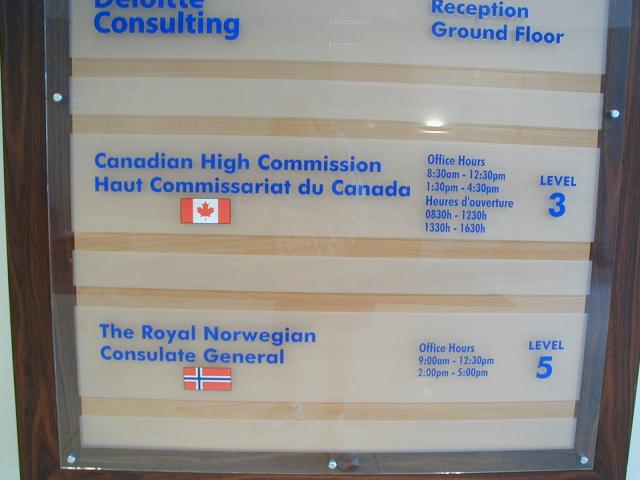 Deloitte
Consulting
Reception
Ground Floor
Canadian High Commission
Haut Commissariat du Canada
Office Hours
8:30am - 12:30pm
1:30pm - 4:30pm
Heures d'ouverture
0830h - 1230h
1330h - 1630h
LEVEL
3
The Royal Norwegian
Consulate General
Office Hours
9:00am - 12:30pm
2:00pm - 5:00pm
LEVEL
5